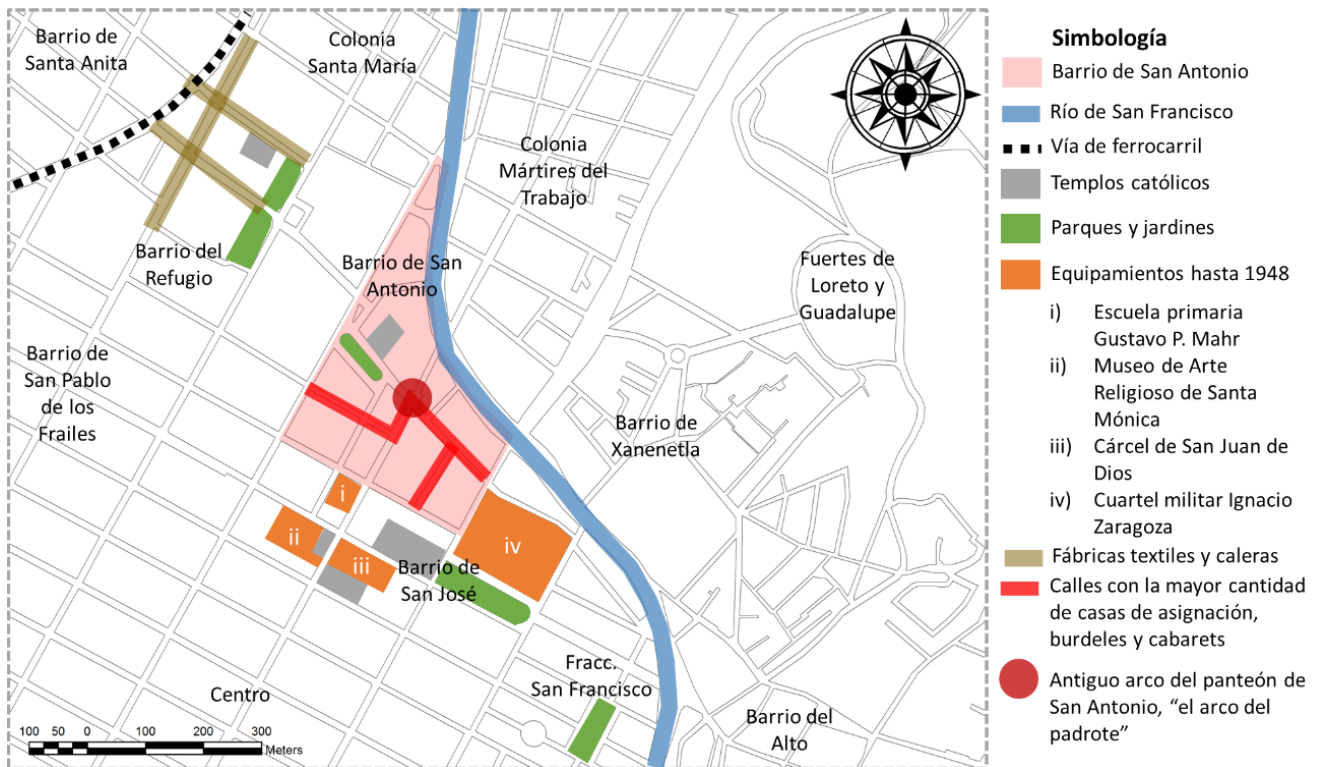 Barrio de
Santa Anita
Colonia
Santa María
Colonia
Mártires del
Trabajo
Barrio del
Refugio
Barrio de San
Antonio
Fuertes de
Loreto y
Guadalupe
Barrio de
San Pablo
de los
Frailes
Barrio de
Xanenetla
i
ii
iii
iv
Barrio de
San José
Fracc.
San Francisco
Centro
Barrio del
Alto
100 50 0 100 200 300
Meters
Simbología
Barrio de San Antonio
Río de San Francisco
Vía de ferrocarril
Templos católicos
Parques y jardines
Equipamientos hasta 1948
i) Escuela primaria
Gustavo P. Mahr
ii) Museo de Arte
Religioso de Santa
Mónica
iii) Cárcel de San Juan de
Dios
iv) Cuartel militar Ignacio
Zaragoza
Fábricas textiles y caleras
Calles con la mayor cantidad
de casas de asignación,
burdeles y cabarets
Antiguo arco del panteón de
San Antonio, “el arco del
padrote”